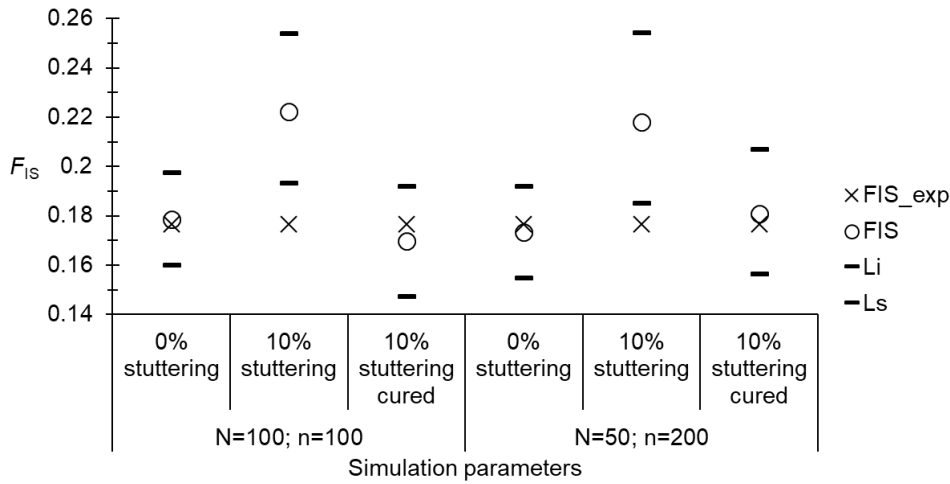 0.26
0.24
0.22
0.2
0.18
0.16
0.14
FIS
FIS_exp
FIS
Li
Ls
0% stuttering
10% stuttering
10% stuttering cured
0% stuttering
10% stuttering
10% stuttering cured
N=100; n=100
N=50; n=200
Simulation parameters